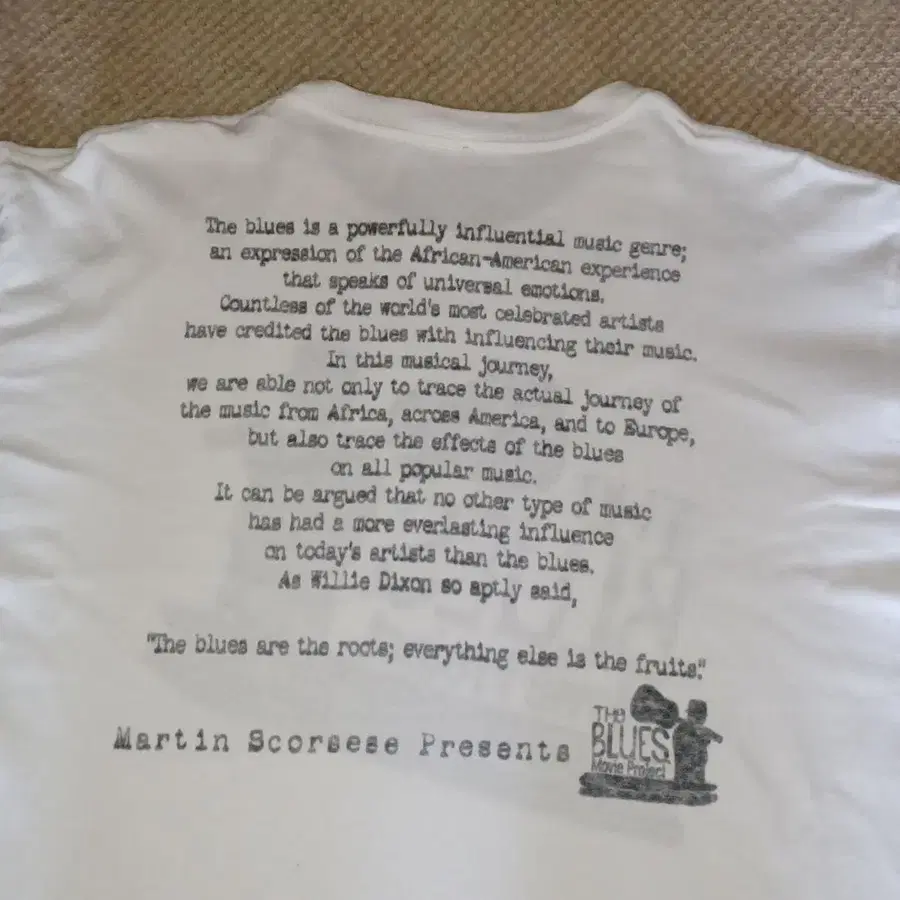 The blues is a powerfully influential music genre;
an expression of the African-American experience
that speaks of universal emotions.
Countless of the world's most celebrated artists
have credited the blues with influencing their music.
In this musical journey,
we are able not only to trace the actual journey of
the music from Africa, across America, and to Europe,
but also trace the effects of the blues
on all popular music.
It can be argued that no other type of music
has had a more everlasting influence
on today's artists than the blues.
As Willie Dixon so aptly said,
"The blues are the roots; everything else is the fruits."
Martin Scorsese Presents
THE
BLUES
Movie Project